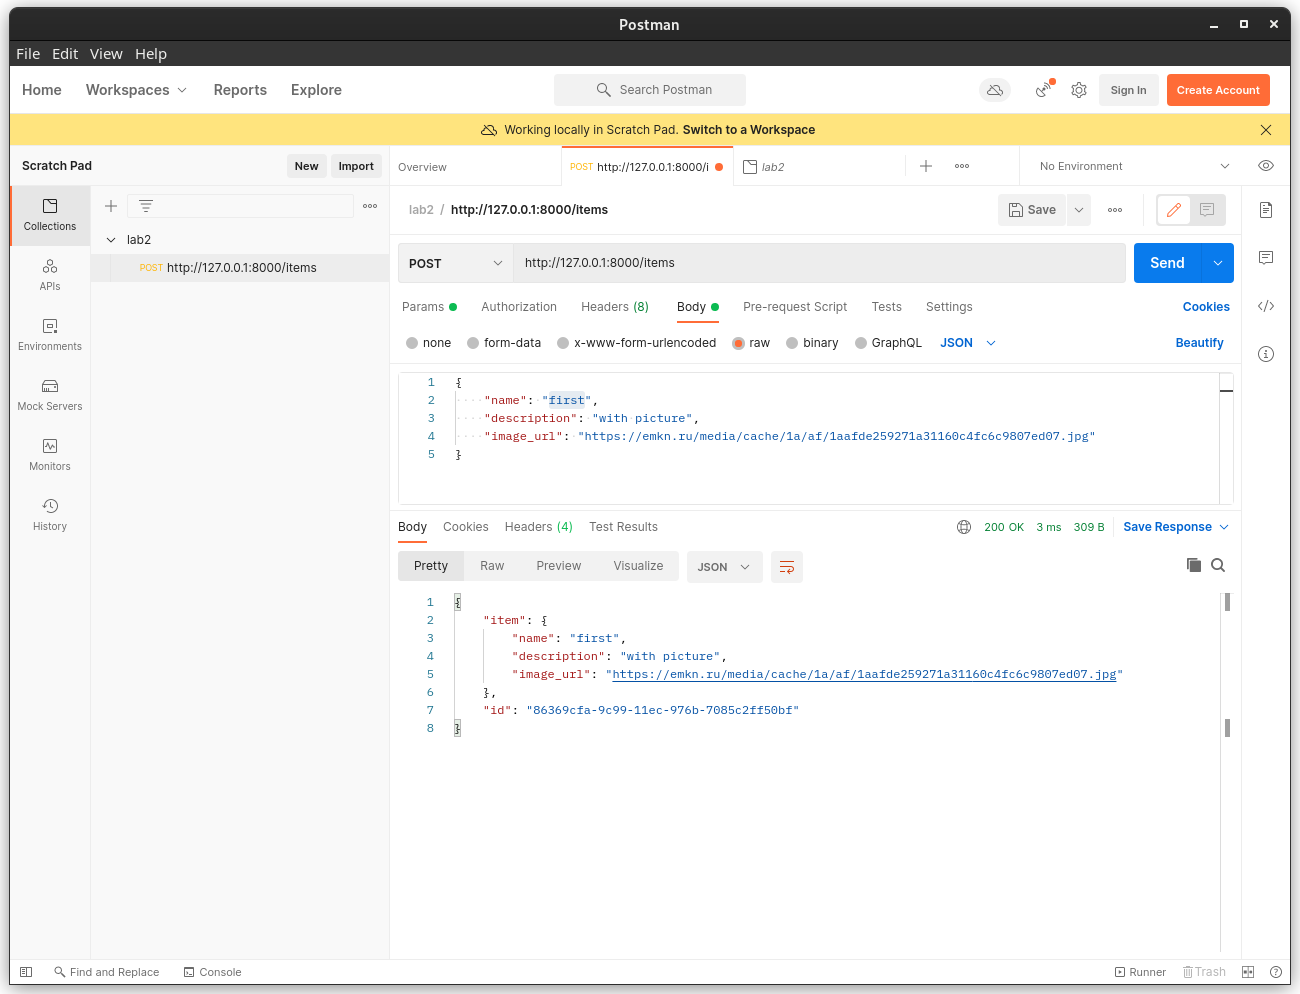 Postman
File Edit View Help
Home Workspaces Reports Explore Search Postman Sign In Create Account
Working locally in Scratch Pad. Switch to a Workspace
Scratch Pad New Import Overview POST http://127.0.0.1:8000/i lab2 No Environment
Collections
APIs
Environments
Mock Servers
Monitors
History
lab2
POST http://127.0.0.1:8000/items
lab2 / http://127.0.0.1:8000/items Save
POST http://127.0.0.1:8000/items Send
Params Authorization Headers (8) Body Pre-request Script Tests Settings Cookies
none form-data x-www-form-urlencoded raw binary GraphQL JSON Beautify
1 {
2 "name": "first",
3 "description": "with picture",
4 "image_url": "https://emkn.ru/media/cache/1a/af/1aafde259271a31160c4fc6c9807ed07.jpg"
5 }
Body Cookies Headers (4) Test Results 200 OK 3 ms 309 B Save Response
Pretty Raw Preview Visualize JSON
1 {
2 "item": {
3 "name": "first",
4 "description": "with picture",
5 "image_url": "https://emkn.ru/media/cache/1a/af/1aafde259271a31160c4fc6c9807ed07.jpg"
6 },
7 "id": "86369cfa-9c99-11ec-976b-7085c2ff50bf"
8 }
Find and Replace Console Runner Trash